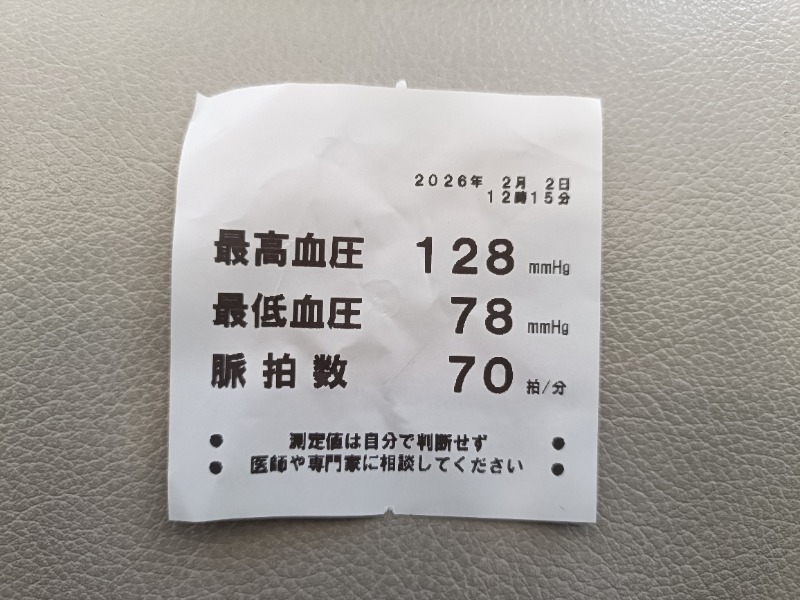 2026年 2月 2日
12時15分
最高血圧 128 mmHg
最低血圧 78 mmHg
脈拍数 70 拍/分
● 測定値は自分で判断せず ●
● 医師や専門家に相談してください ●